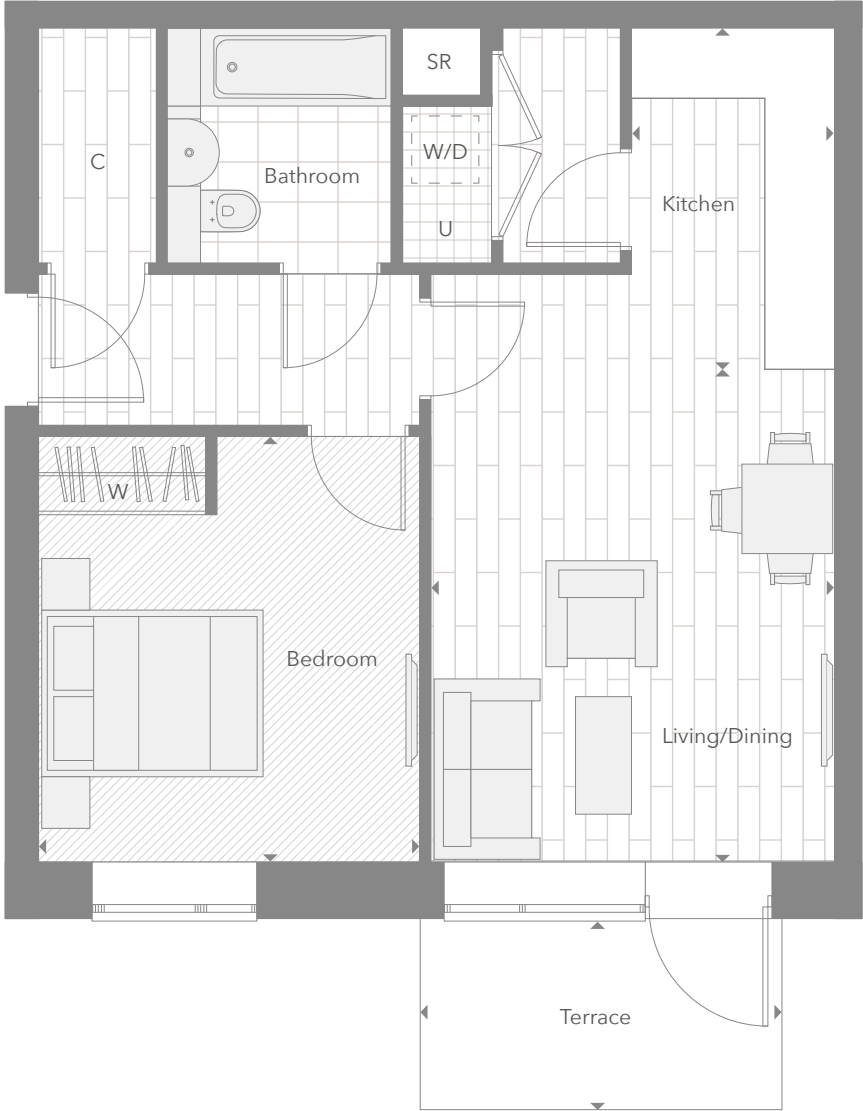 SR
C
W/D
Bathroom
Kitchen
U
W
Bedroom
Living/Dining
Terrace